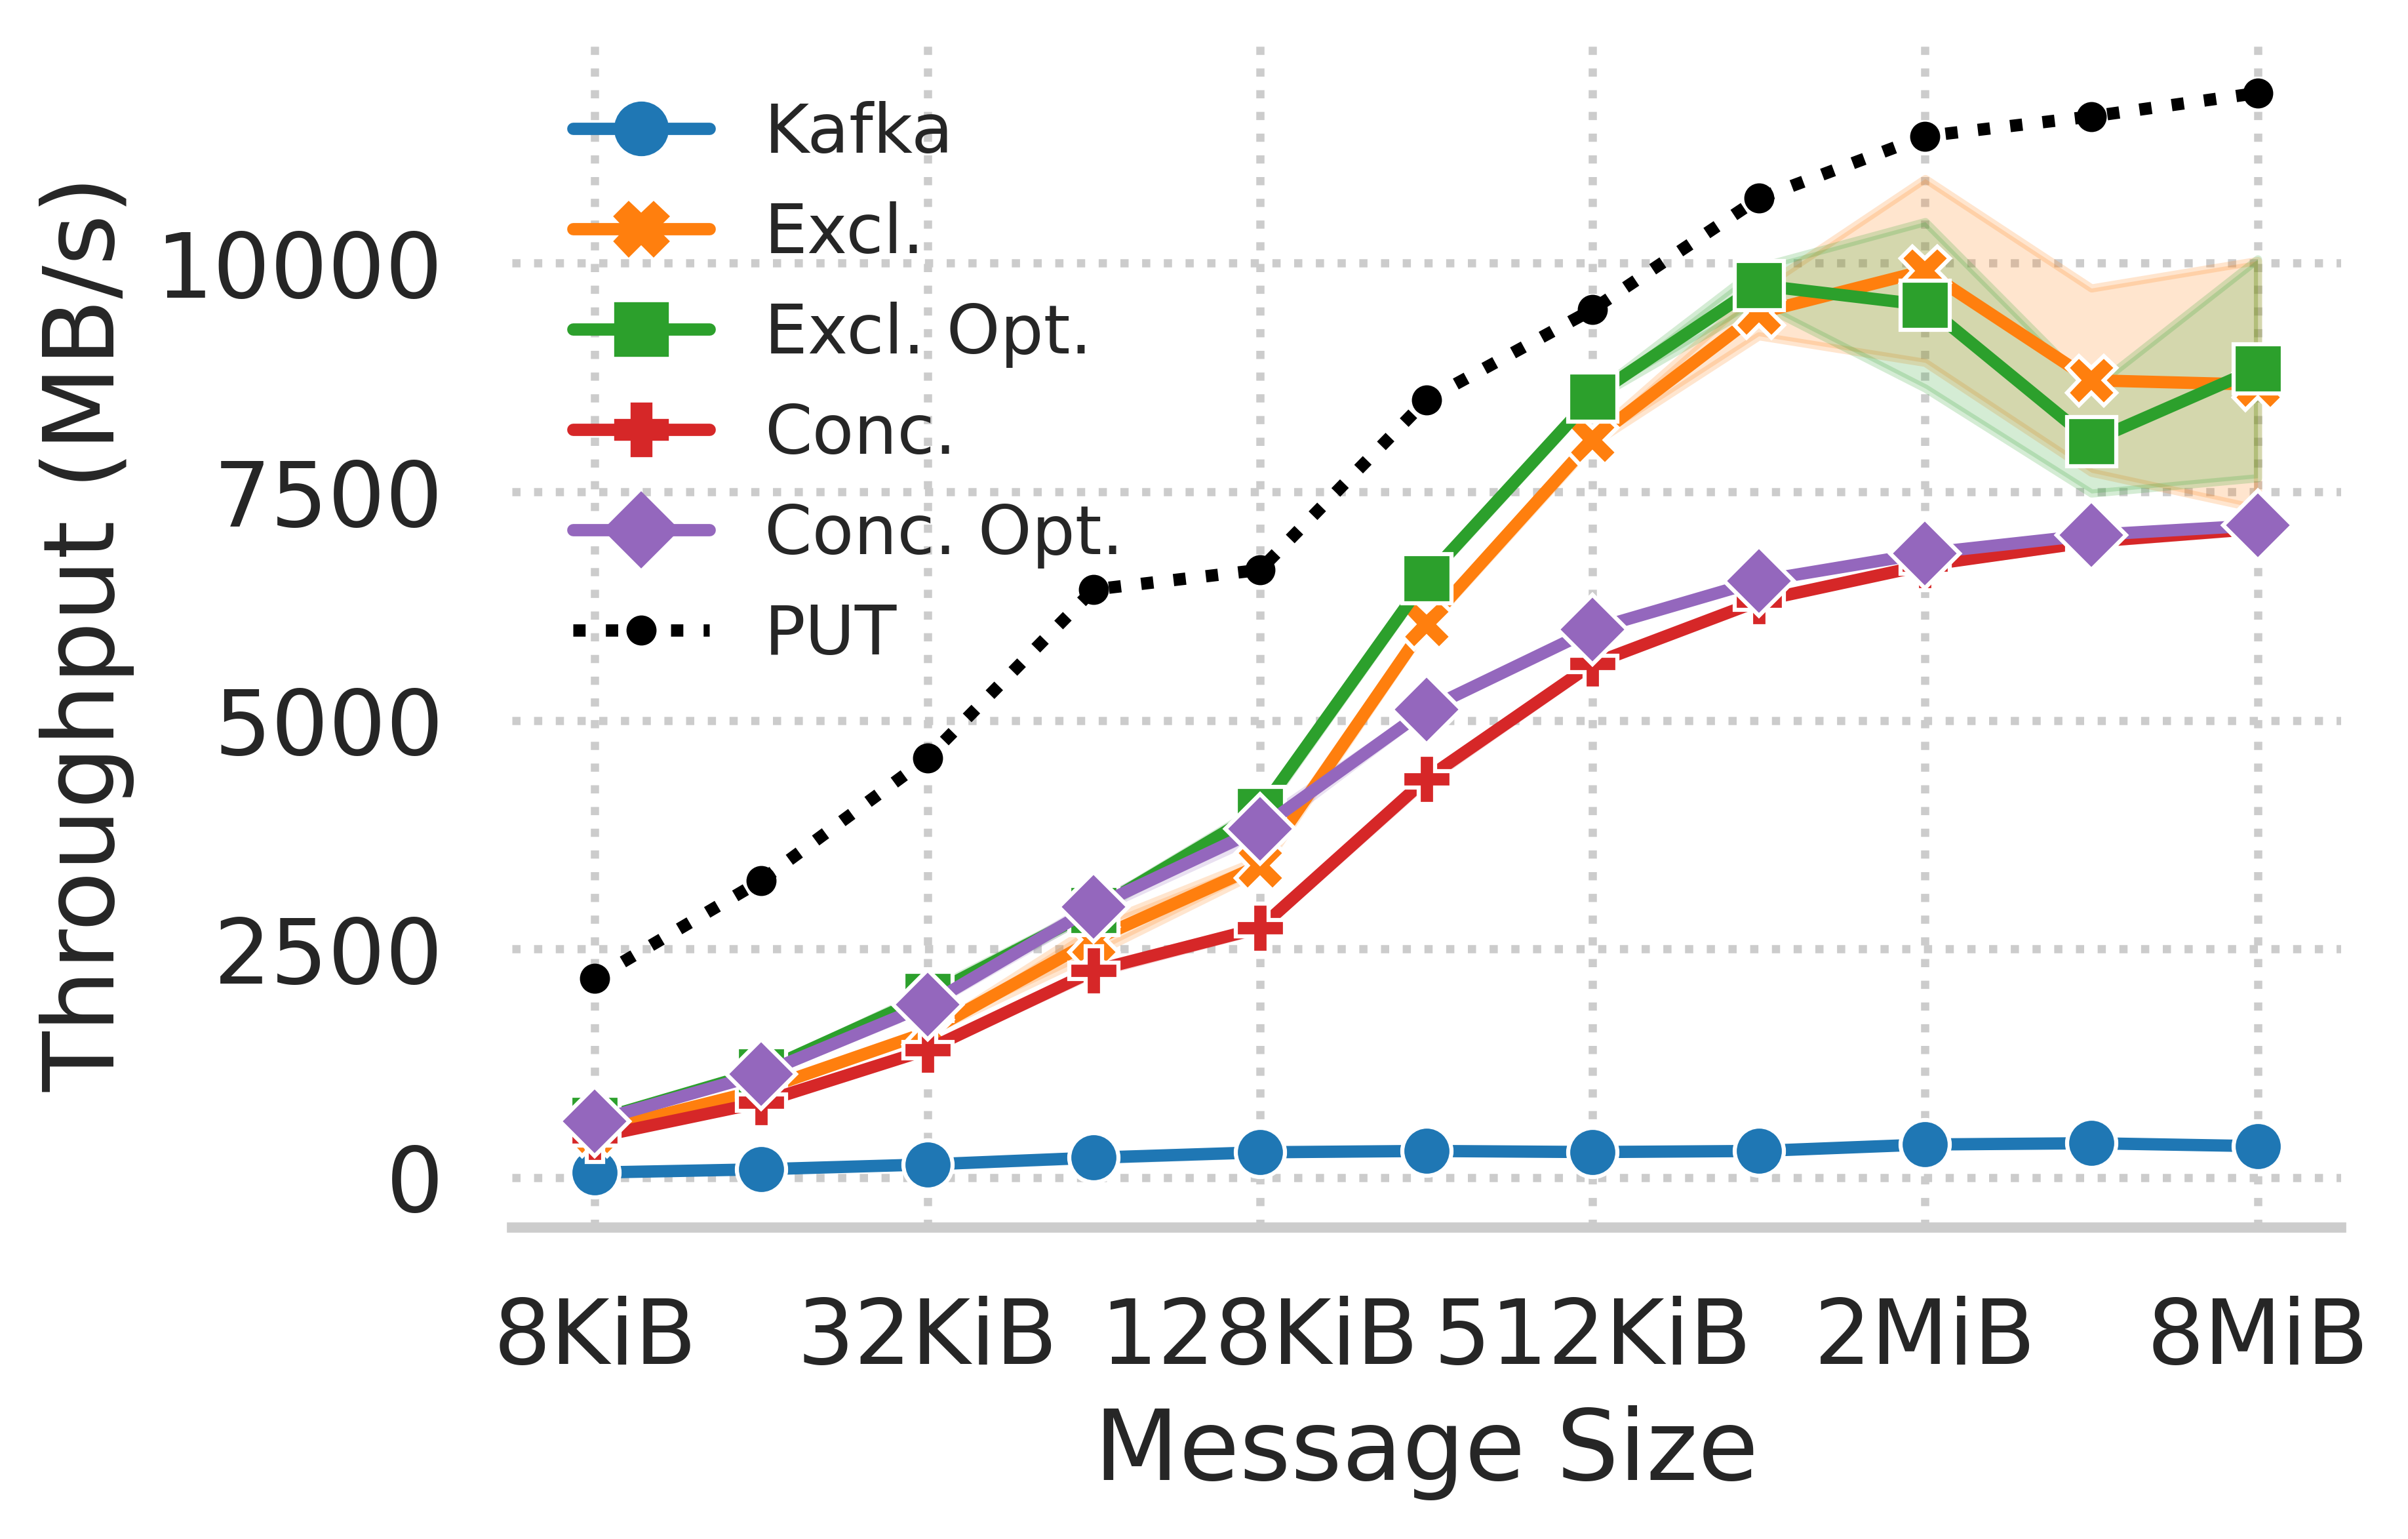 Throughput (MB/s)
10000
7500
5000
2500
0
Kafka
Excl.
Excl. Opt.
Conc.
Conc. Opt.
PUT
8KiB
32KiB
128KiB
512KiB
2MiB
8MiB
Message Size